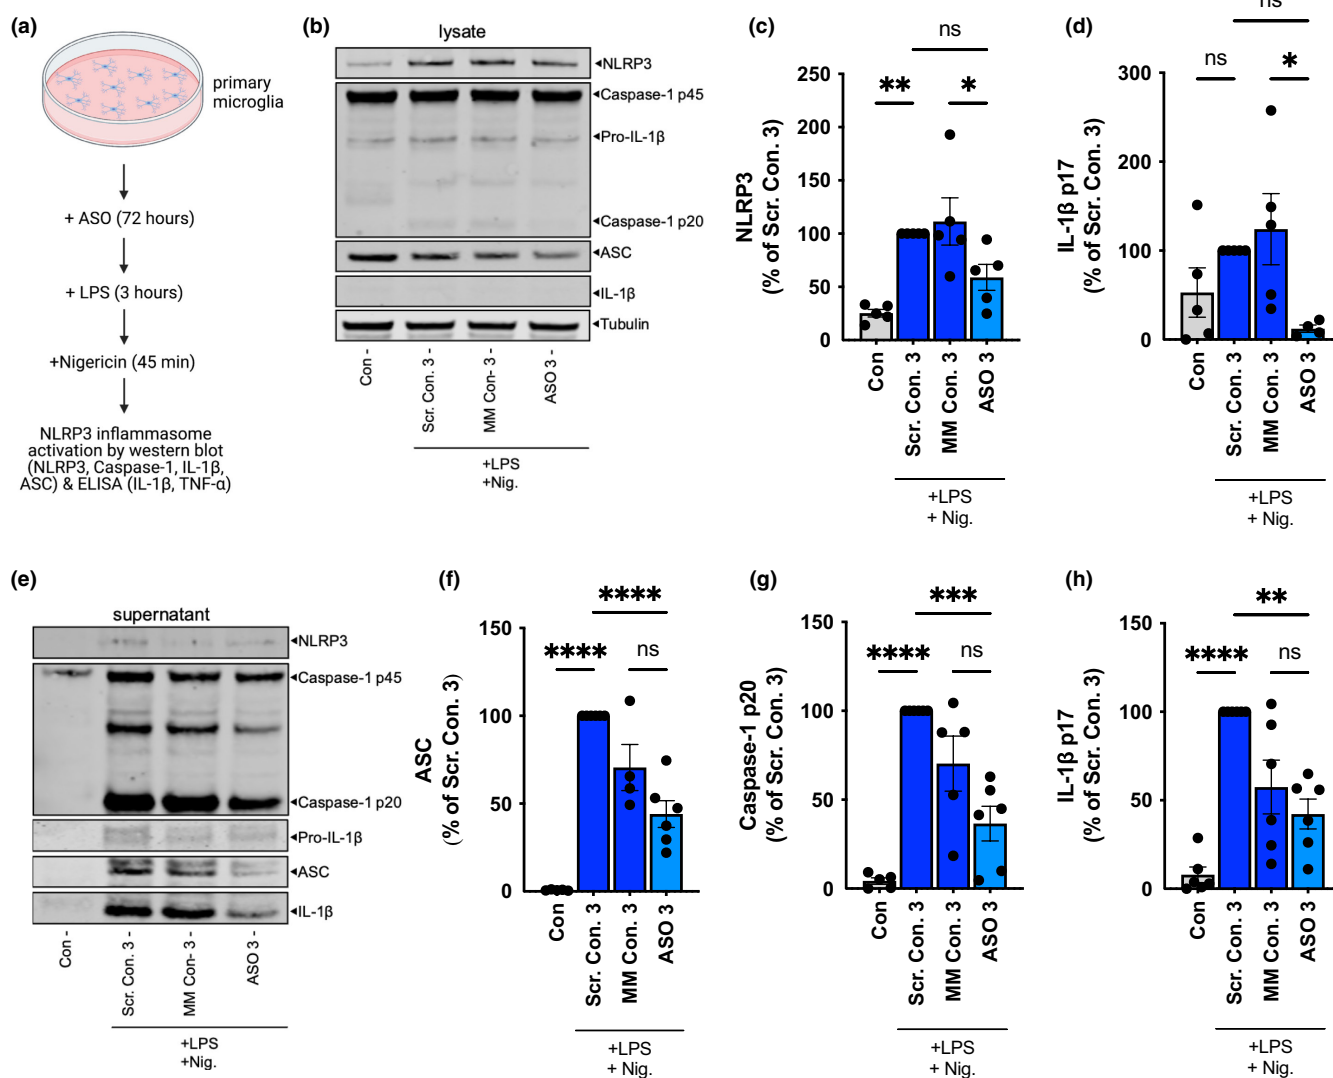 (a)
primary
microglia
+ ASO (72 hours)
+ LPS (3 hours)
+Nigericin (45 min)
NLRP3 inflammasome
activation by western blot
(NLRP3, Caspase-1, IL-1β,
ASC) & ELISA (IL-1β, TNF-α)
(b)
lysate
NLRP3
Caspase-1 p45
Pro-IL-1β
Caspase-1 p20
ASC
IL-1β
Tubulin
Con -
Scr. Con. 3 -
MM Con- 3 -
ASO 3 -
+LPS
+Nig.
(c)
ns
** *
250
200
150
100
50
0
NLRP3
(% of Scr. Con. 3)
Con
Scr. Con. 3
MM Con. 3
ASO 3
+LPS
+ Nig.
(d)
ns
ns *
300
200
100
0
IL-1β p17
(% of Scr. Con. 3)
Con
Scr. Con. 3
MM Con. 3
ASO 3
+LPS
+ Nig.
(e)
supernatant
NLRP3
Caspase-1 p45
Caspase-1 p20
Pro-IL-1β
ASC
IL-1β
Con -
Scr. Con. 3 -
MM Con- 3 -
ASO 3 -
+LPS
+Nig.
(f)
****
**** ns
150
100
50
0
ASC
(% of Scr. Con. 3)
Con
Scr. Con. 3
MM Con. 3
ASO 3
+LPS
+ Nig.
(g)
***
**** ns
150
100
50
0
Caspase-1 p20
(% of Scr. Con. 3)
Con
Scr. Con. 3
MM Con. 3
ASO 3
+LPS
+ Nig.
(h)
**
**** ns
150
100
50
0
IL-1β p17
(% of Scr. Con. 3)
Con
Scr. Con. 3
MM Con. 3
ASO 3
+LPS
+ Nig.